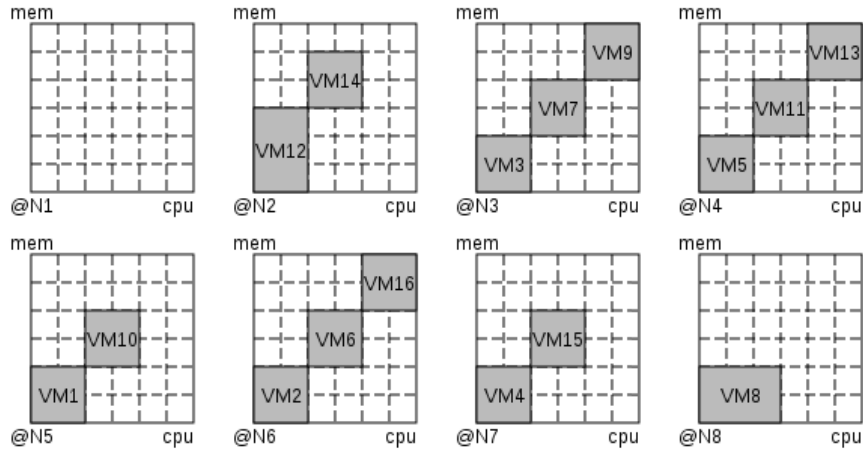 mem mem mem mem
VM9 VM13
VM14
VM7 VM11
VM12
VM3 VM5
@N1 cpu @N2 cpu @N3 cpu @N4 cpu
mem mem mem mem
VM16
VM10 VM6 VM15
VM1 VM2 VM4 VM8
@N5 cpu @N6 cpu @N7 cpu @N8 cpu